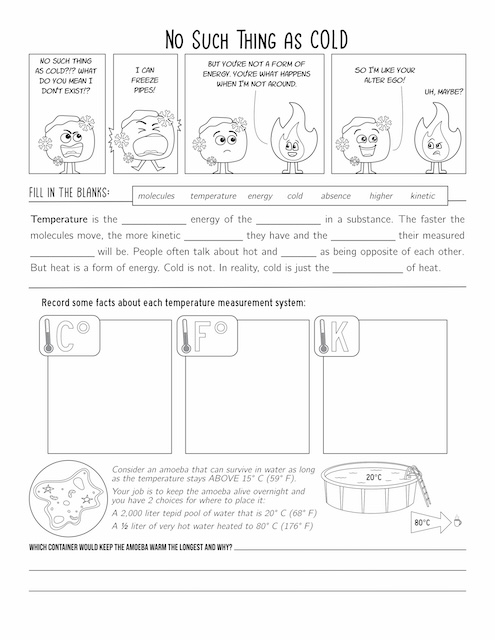 No Such Thing as COLD
NO SUCH THING
AS COLD?!? WHAT
DO YOU MEAN I
DON'T EXIST!?
I CAN
FREEZE
PIPES!
BUT YOU'RE NOT A FORM OF
ENERGY. YOU'RE WHAT HAPPENS
WHEN I'M NOT AROUND.
SO I'M LIKE YOUR
ALTER EGO!
UH, MAYBE?
FILL IN THE BLANKS:
molecules temperature energy cold absence higher kinetic
Temperature is the ____________ energy of the ____________ in a substance. The faster the
molecules move, the more kinetic ____________ they have and the ____________ their measured
____________ will be. People often talk about hot and ______ as being opposite of each other.
But heat is a form of energy. Cold is not. In reality, cold is just the ____________ of heat.
Record some facts about each temperature measurement system:
C°
F°
K
Consider an amoeba that can survive in water as long
as the temperature stays ABOVE 15° C (59° F).
Your job is to keep the amoeba alive overnight and
you have 2 choices for where to place it:
A 2,000 liter tepid pool of water that is 20° C (68° F)
A ½ liter of very hot water heated to 80° C (176° F)
20°C
80°C
WHICH CONTAINER WOULD KEEP THE AMOEBA WARM THE LONGEST AND WHY?